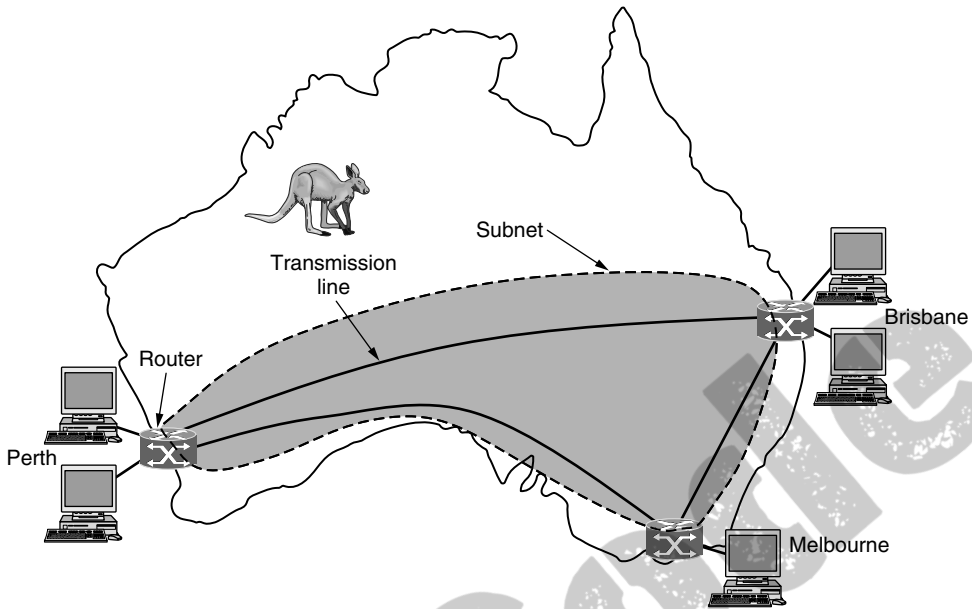 Subnet
Transmission
line
Brisbane
Router
Perth
Melbourne